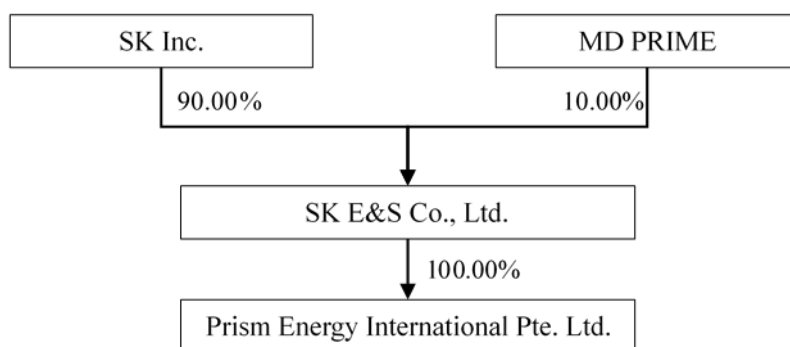 SK Inc.
MD PRIME
90.00%
10.00%
SK E&S Co., Ltd.
100.00%
Prism Energy International Pte. Ltd.